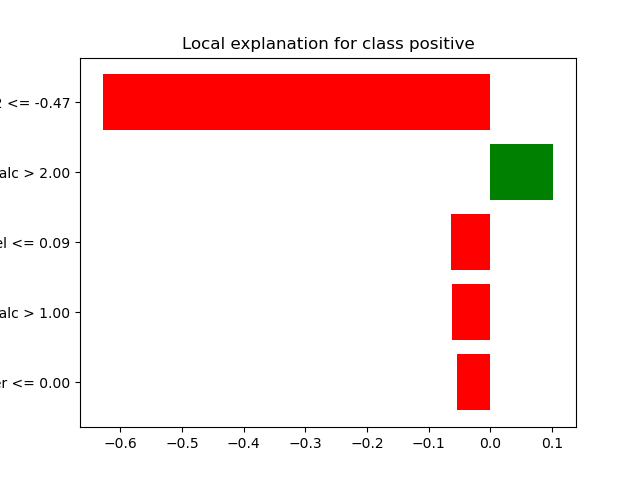 Local explanation for class positive
2 <= -0.47
alc > 2.00
el <= 0.09
alc > 1.00
er <= 0.00
−0.6 −0.5 −0.4 −0.3 −0.2 −0.1 0.0 0.1